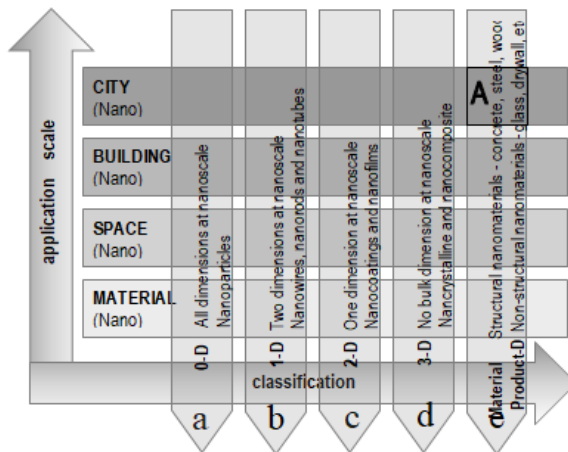 application scale
CITY
(Nano)
BUILDING
(Nano)
SPACE
(Nano)
MATERIAL
(Nano)
0-D All dimensions at nanoscale
Nanoparticles
1-D Two dimensions at nanoscale
Nanowires, nanorods and nanotubes
2-D One dimension at nanoscale
Nanocoatings and nanofilms
3-D No bulk dimension at nanoscale
Nancrystalline and nanocomposite
Material Structural nanomaterials - concrete, steel, wood
Product-D Non-structural nanomaterials - glass, drywall, et
A
classification
a b c d e